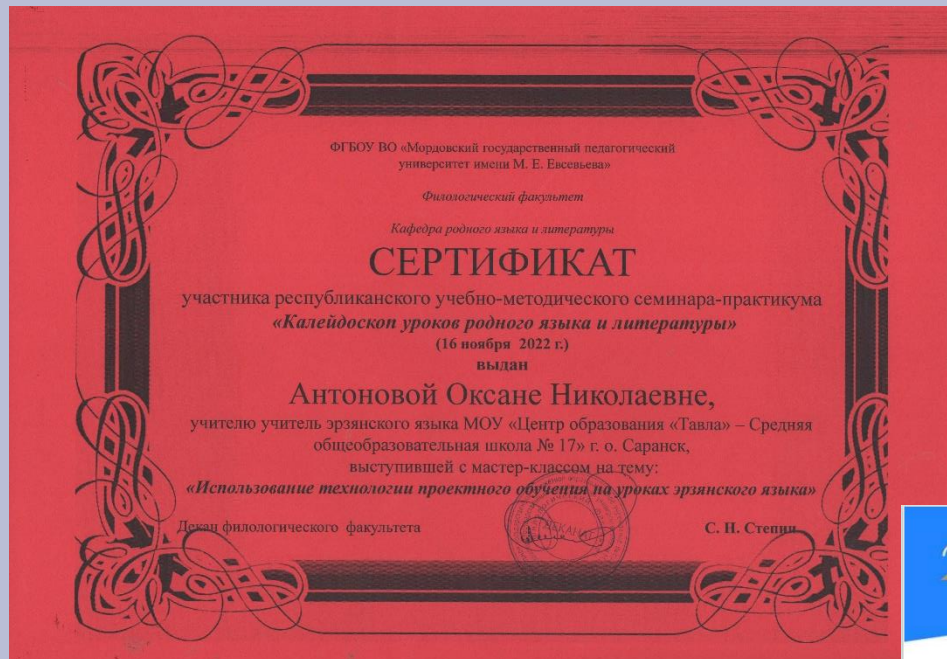 ФГБОУ ВО «Мордовский государственный педагогический
университет имени М. Е. Евсевьева»
Филологический факультет
Кафедра родного языка и литературы
СЕРТИФИКАТ
участника республиканского учебно-методического семинара-практикума
«Калейдоскоп уроков родного языка и литературы»
(16 ноября 2022 г.)
выдан
Антоновой Оксане Николаевне,
учителю учитель эрзянского языка МОУ «Центр образования «Тавла» – Средняя
общеобразовательная школа № 17» г. о. Саранск,
выступившей с мастер-классом на тему:
«Использование технологии проектного обучения на уроках эрзянского языка»
Декан филологического факультета
С. Н. Степин
ДЕКАНАТ